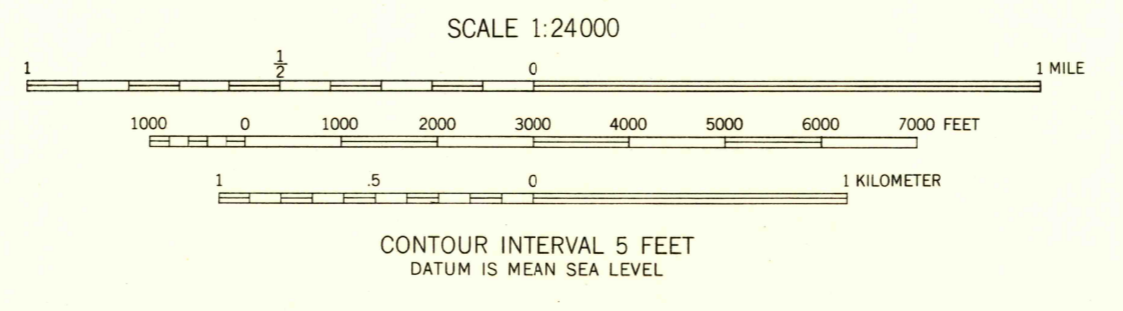 SCALE 1:24000
1 1/2 0 1 MILE
1000 0 1000 2000 3000 4000 5000 6000 7000 FEET
1 .5 0 1 KILOMETER
CONTOUR INTERVAL 5 FEET
DATUM IS MEAN SEA LEVEL